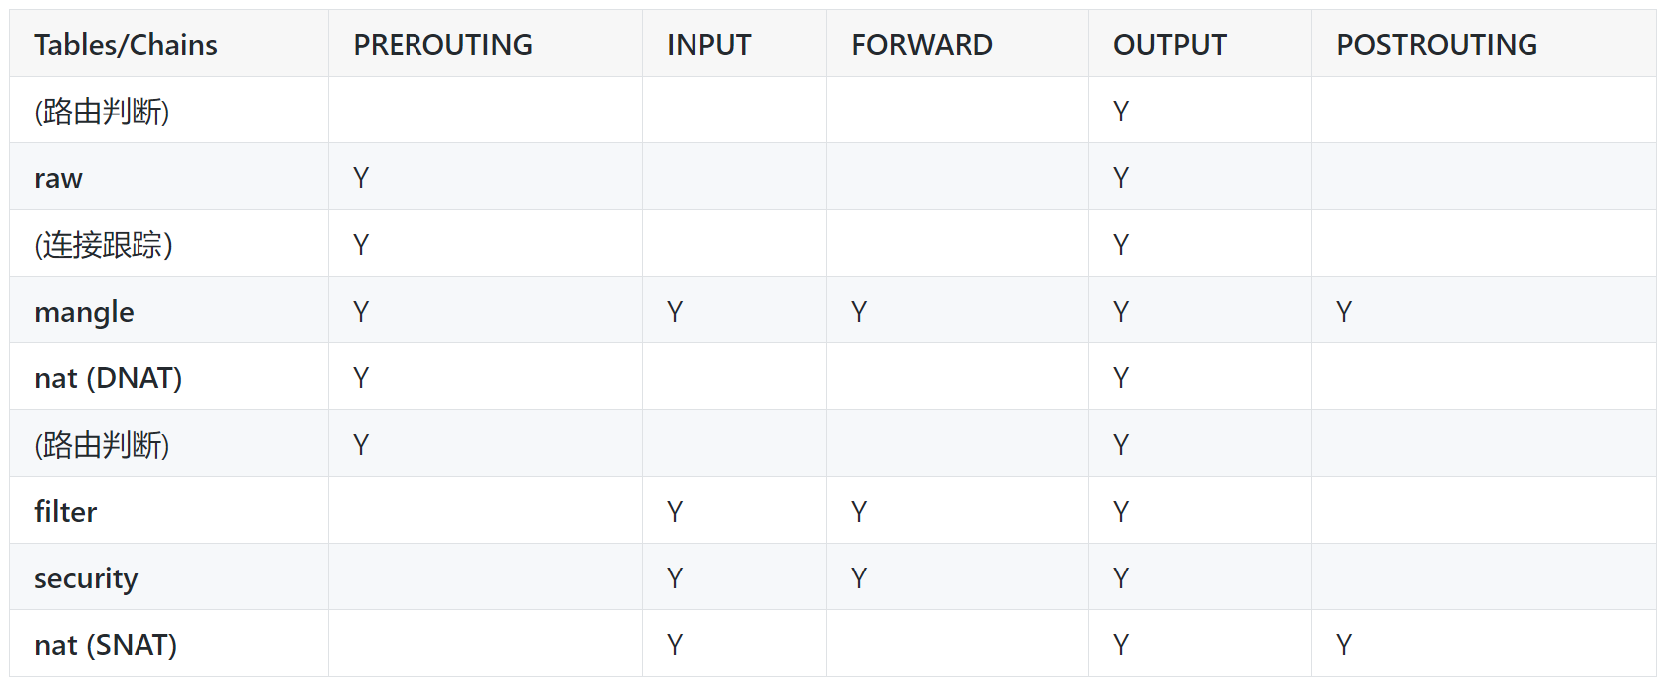 Tables/Chains PREROUTING INPUT FORWARD OUTPUT POSTROUTING
(路由判断) Y
raw Y Y
(连接跟踪） Y Y
mangle Y Y Y Y Y
nat (DNAT) Y Y
(路由判断) Y Y
filter Y Y Y
security Y Y Y
nat (SNAT) Y Y Y